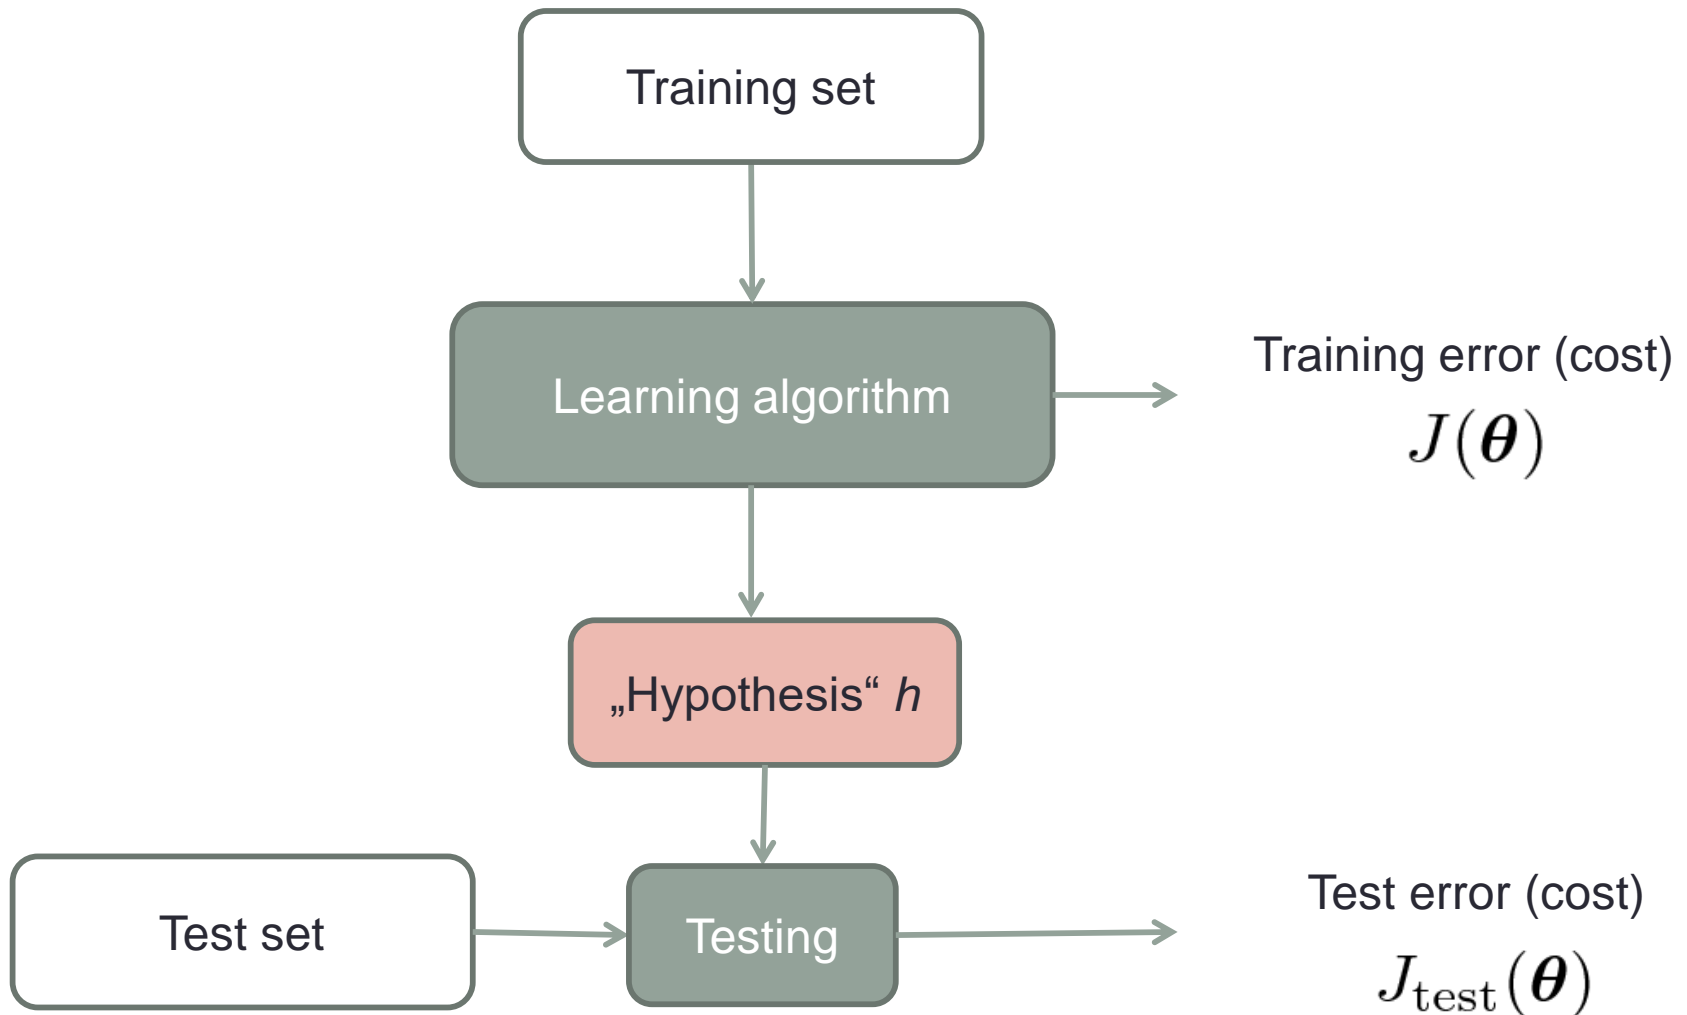 Training set
Learning algorithm
Training error (cost)
J(θ)
„Hypothesis“ h
Test set
Testing
Test error (cost)
J_test(θ)